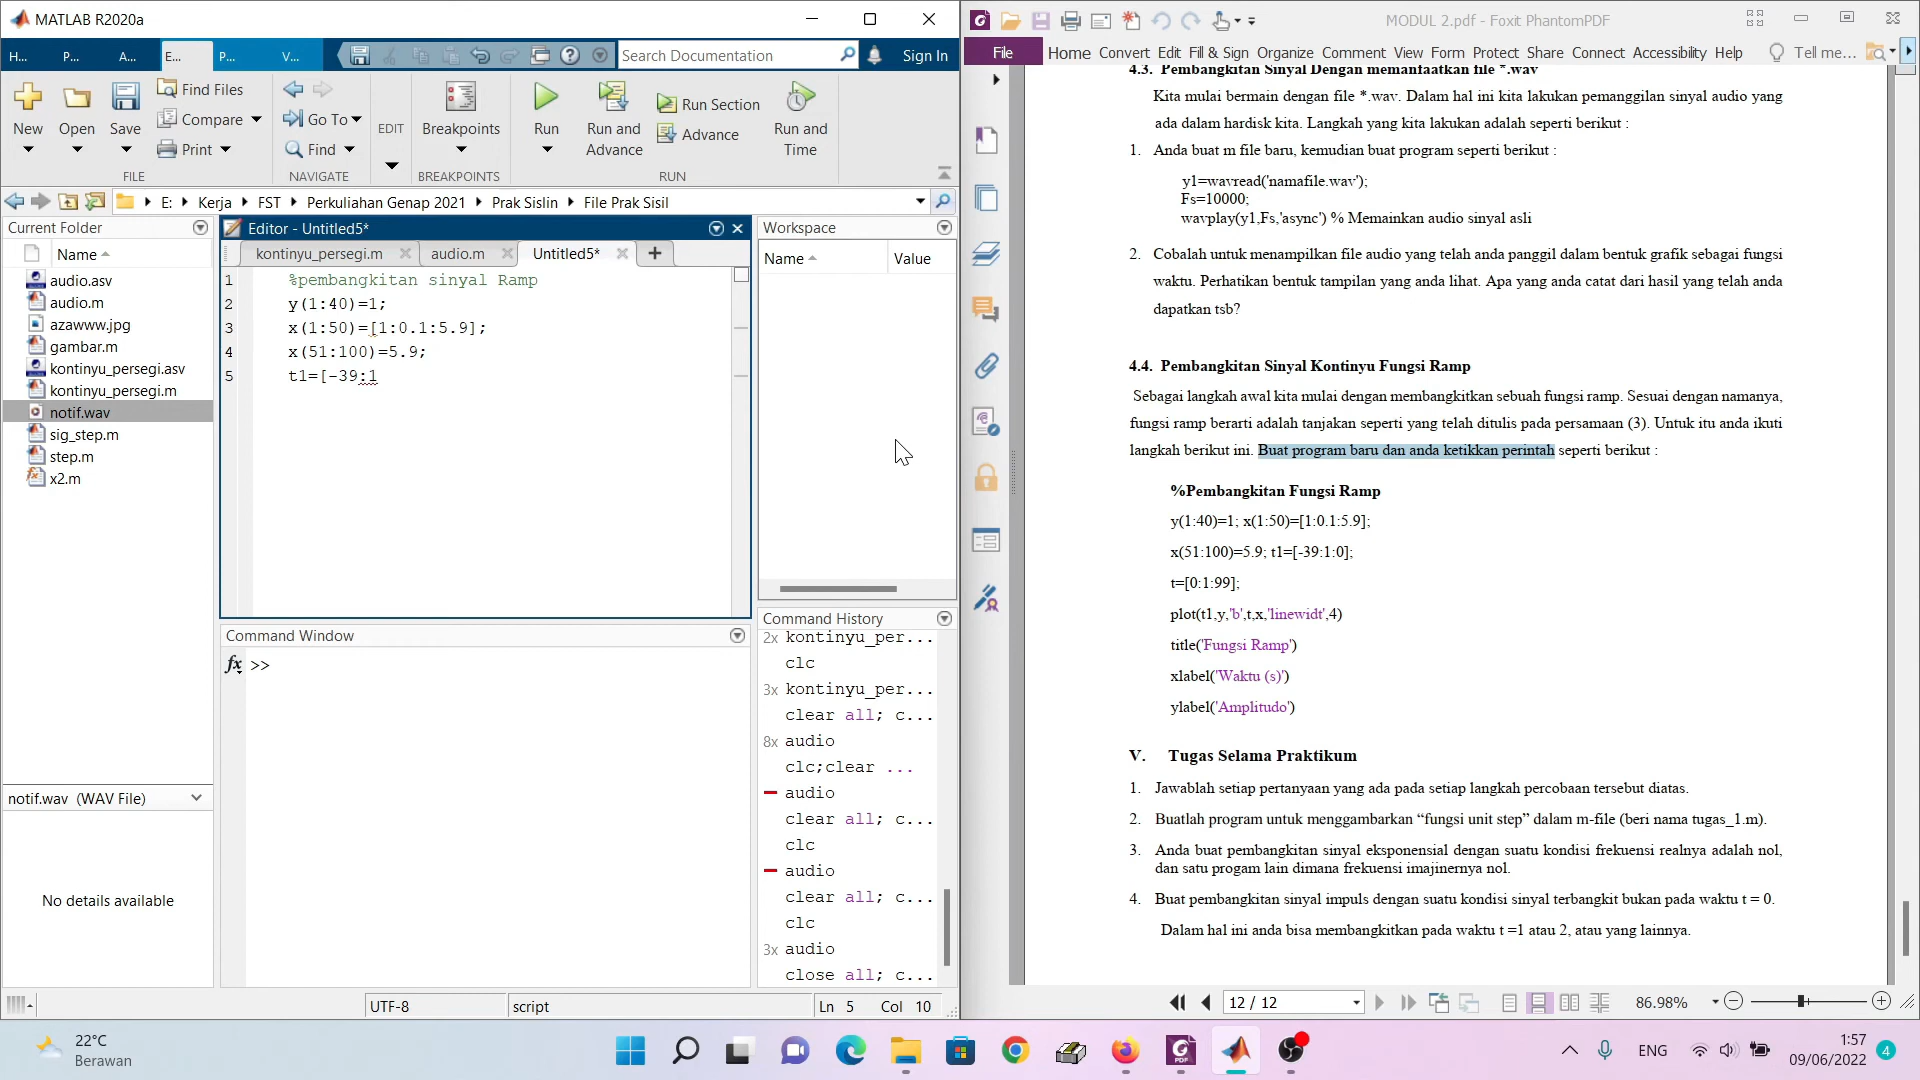 MATLAB R2020a
H...
P...
A...
E...
P...
V...
Search Documentation
Sign In
New
Open
Save
Find Files
Compare
Print
Go To
Find
EDIT
Breakpoints
Run
Run and
Advance
Run Section
Advance
Run and
Time
FILE
NAVIGATE
BREAKPOINTS
RUN
E:
Kerja
FST
Perkuliahan Genap 2021
Prak Sislin
File Prak Sisil
Current Folder
Name
audio.asv
audio.m
azawww.jpg
gambar.m
kontinyu_persegi.asv
kontinyu_persegi.m
notif.wav
sig_step.m
step.m
x2.m
notif.wav (WAV File)
No details available
Editor - Untitled5*
kontinyu_persegi.m
audio.m
Untitled5*
1 %pembangkitan sinyal Ramp
2 y(1:40)=1;
3 x(1:50)=[1:0.1:5.9];
4 x(51:100)=5.9;
5 t1=[-39:1
Command Window
fx >>
Workspace
Name
Value
Command History
2x kontinyu_per...
clc
3x kontinyu_per...
clear all; c...
8x audio
clc;clear ...
audio
clear all; c...
clc
audio
clear all; c...
clc
3x audio
close all; c...
UTF-8
script
Ln 5 Col 10
MODUL 2.pdf - Foxit PhantomPDF
File
Home
Convert
Edit
Fill & Sign
Organize
Comment
View
Form
Protect
Share
Connect
Accessibility
Help
Tell me...
4.3. Pembangkitan Sinyal Dengan memanfaatkan file *.wav
Kita mulai bermain dengan file *.wav. Dalam hal ini kita lakukan pemanggilan sinyal audio yang
ada dalam hardisk kita. Langkah yang kita lakukan adalah seperti berikut :
1. Anda buat m file baru, kemudian buat program seperti berikut :
y1=wavread('namafile.wav');
Fs=10000;
wavplay(y1,Fs,'async') % Memainkan audio sinyal asli
2. Cobalah untuk menampilkan file audio yang telah anda panggil dalam bentuk grafik sebagai fungsi
waktu. Perhatikan bentuk tampilan yang anda lihat. Apa yang anda catat dari hasil yang telah anda
dapatkan tsb?
4.4. Pembangkitan Sinyal Kontinyu Fungsi Ramp
Sebagai langkah awal kita mulai dengan membangkitkan sebuah fungsi ramp. Sesuai dengan namanya,
fungsi ramp berarti adalah tanjakan seperti yang telah ditulis pada persamaan (3). Untuk itu anda ikuti
langkah berikut ini. Buat program baru dan anda ketikkan perintah seperti berikut :
%Pembangkitan Fungsi Ramp
y(1:40)=1; x(1:50)=[1:0.1:5.9];
x(51:100)=5.9; t1=[-39:1:0];
t=[0:1:99];
plot(t1,y,'b',t,x,'linewidt',4)
title('Fungsi Ramp')
xlabel('Waktu (s)')
ylabel('Amplitudo')
V. Tugas Selama Praktikum
1. Jawablah setiap pertanyaan yang ada pada setiap langkah percobaan tersebut diatas.
2. Buatlah program untuk menggambarkan “fungsi unit step” dalam m-file (beri nama tugas_1.m).
3. Anda buat pembangkitan sinyal eksponensial dengan suatu kondisi frekuensi realnya adalah nol,
dan satu progam lain dimana frekuensi imajinernya nol.
4. Buat pembangkitan sinyal impuls dengan suatu kondisi sinyal terbangkit bukan pada waktu t = 0.
Dalam hal ini anda bisa membangkitkan pada waktu t =1 atau 2, atau yang lainnya.
12 / 12
86.98%
22°C
Berawan
ENG
1:57
09/06/2022
4